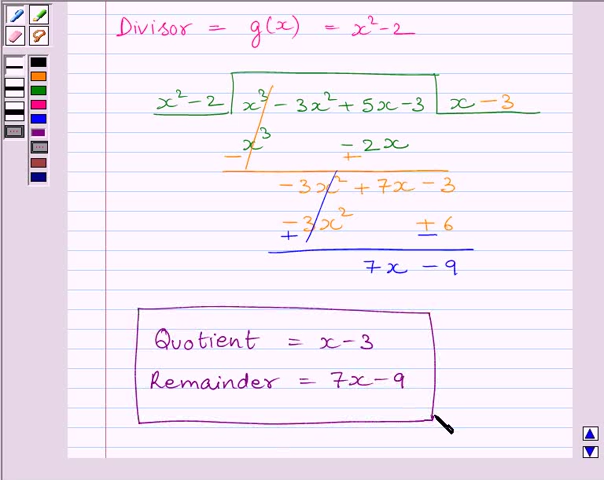 Divisor = g(x) = x² - 2
x² - 2 x³ - 3x² + 5x - 3 x - 3
x³ - 2x
- +
- 3x² + 7x - 3
- 3x² + 6
+ -
7x - 9
Quotient = x - 3
Remainder = 7x - 9